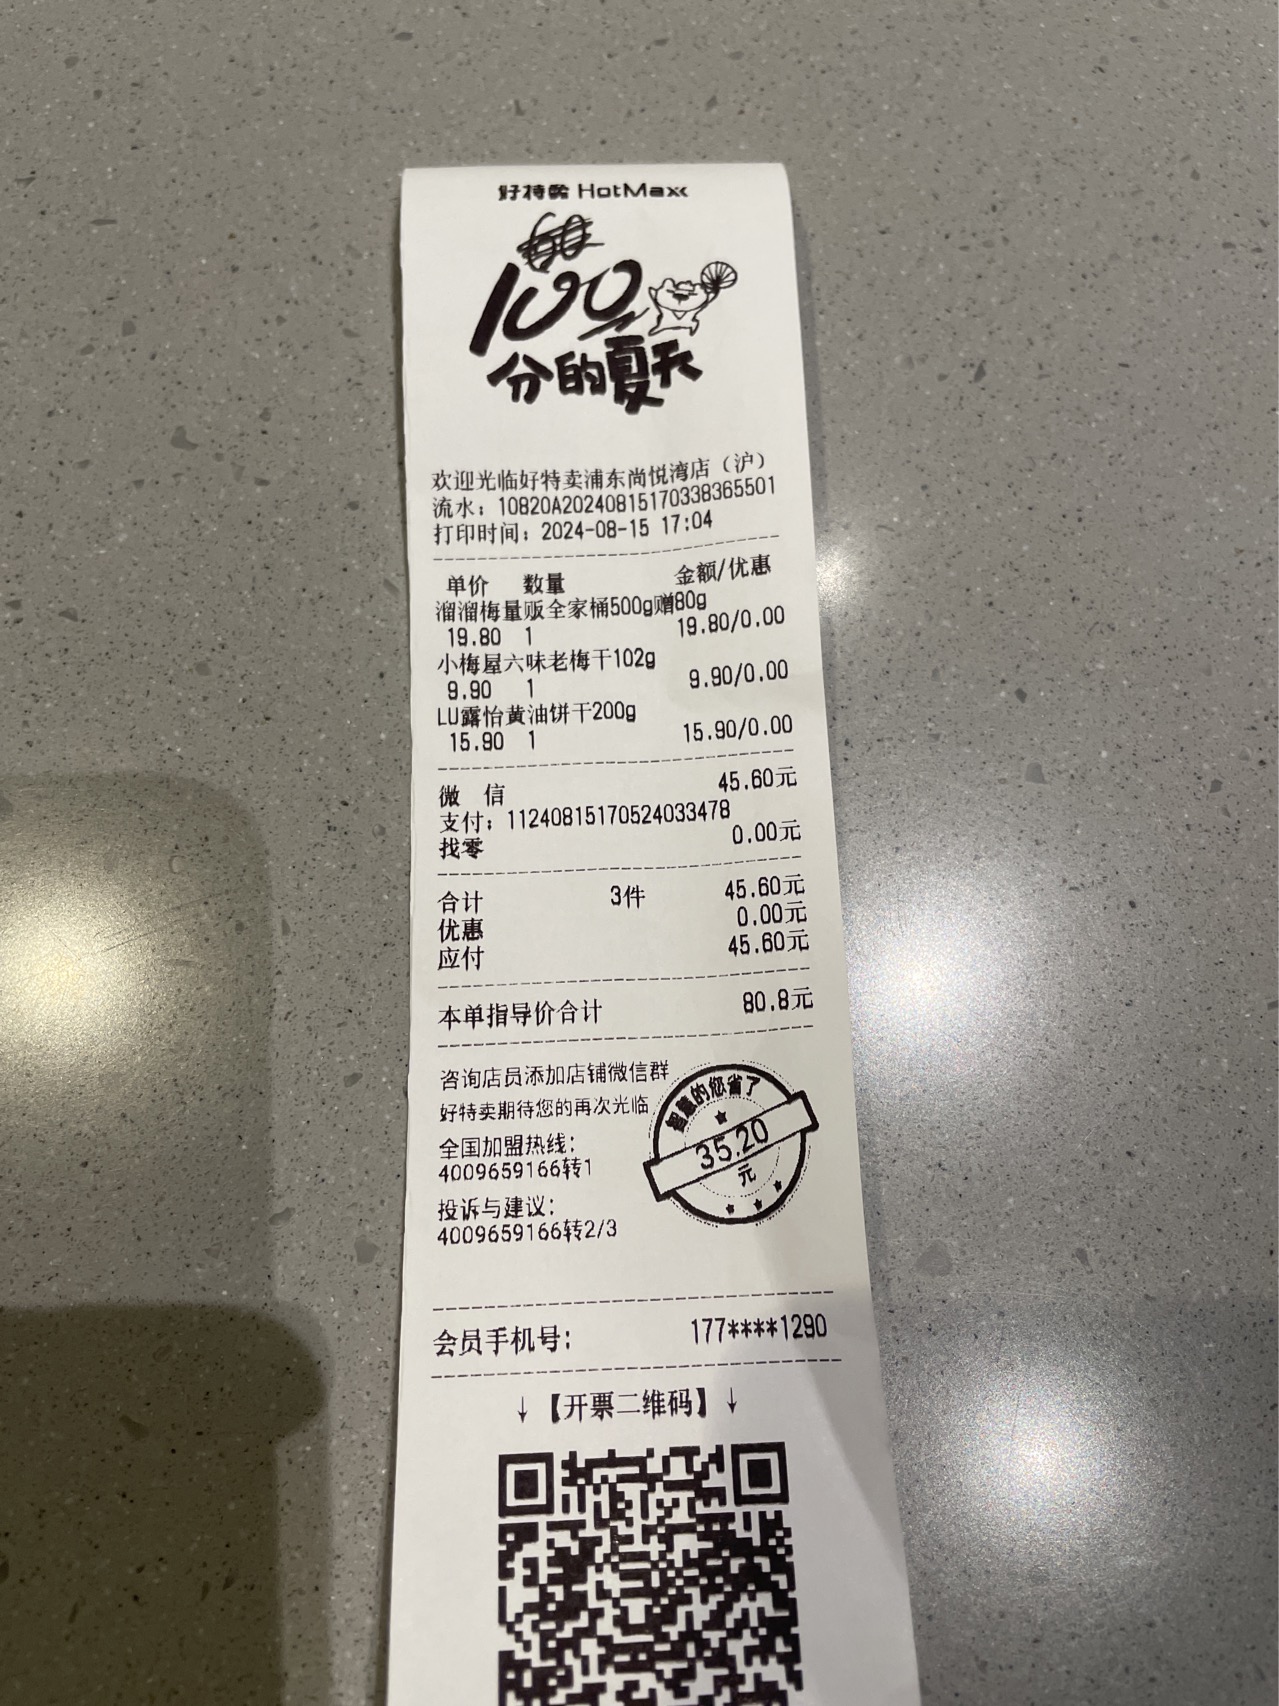 好特卖 HotMaxx
100
分的夏天
欢迎光临好特卖浦东尚悦湾店（沪）
流水：10820A20240815170338365501
打印时间：2024-08-15 17:04
单价 数量 金额/优惠
溜溜梅量贩全家桶500g赠80g
19.80 1 19.80/0.00
小梅屋六味老梅干102g
9.90 1 9.90/0.00
LU露怡黄油饼干200g
15.90 1 15.90/0.00
微 信 45.60元
支付：11240815170524033478
找零 0.00元
合计 3件 45.60元
优惠 0.00元
应付 45.60元
本单指导价合计 80.8元
咨询店员添加店铺微信群
好特卖期待您的再次光临
全国加盟热线：
4009659166转1
投诉与建议：
4009659166转2/3
智慧的您省了
35.20
元
会员手机号： 177****1290
↓【开票二维码】↓